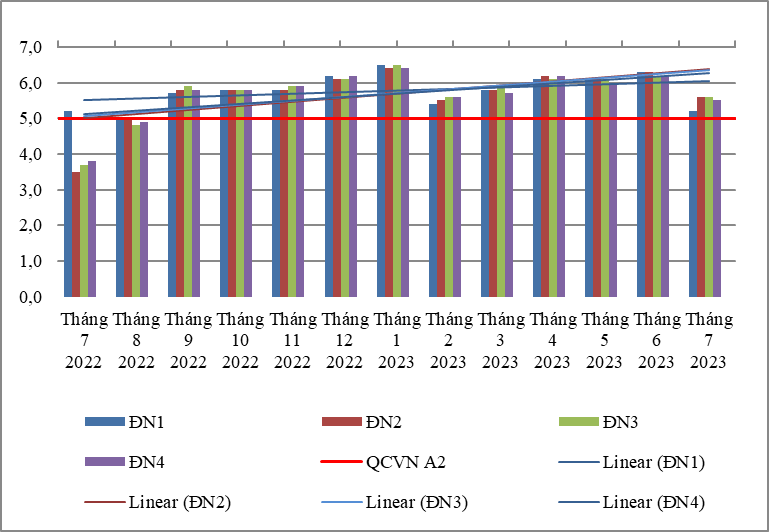 7,0
6,0
5,0
4,0
3,0
2,0
1,0
0,0
Tháng Tháng Tháng Tháng Tháng Tháng Tháng Tháng Tháng Tháng Tháng Tháng Tháng
7 8 9 10 11 12 1 2 3 4 5 6 7
2022 2022 2022 2022 2022 2022 2023 2023 2023 2023 2023 2023 2023
ĐN1 ĐN2 ĐN3
ĐN4 QCVN A2 Linear (ĐN1)
Linear (ĐN2) Linear (ĐN3) Linear (ĐN4)